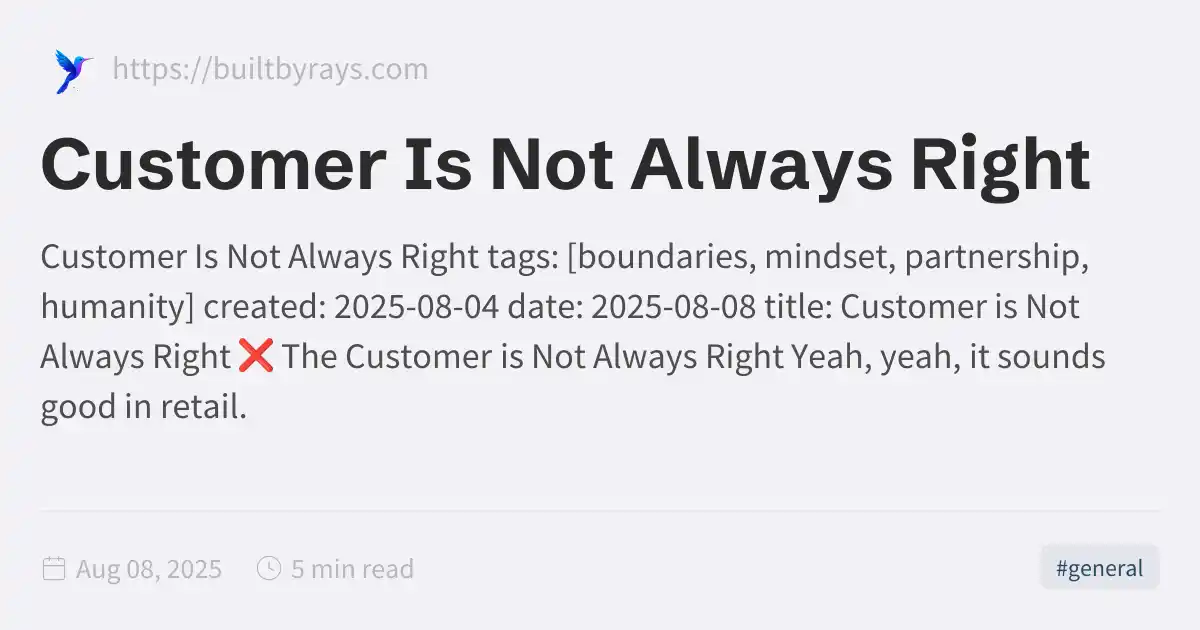 https://builtbyrays.com
Customer Is Not Always Right
Customer Is Not Always Right tags: [boundaries, mindset, partnership,
humanity] created: 2025-08-04 date: 2025-08-08 title: Customer is Not
Always Right ❌ The Customer is Not Always Right Yeah, yeah, it sounds
good in retail.
Aug 08, 2025 5 min read #general